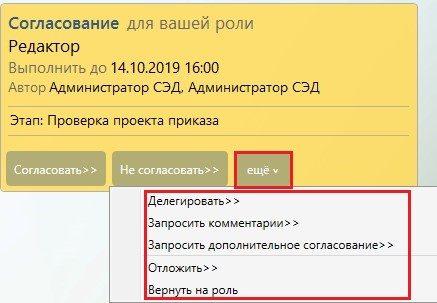 Согласование для вашей роли
Редактор
Выполнить до 14.10.2019 16:00
Автор Администратор СЭД, Администратор СЭД
Этап: Проверка проекта приказа
Согласовать>> Не согласовать>> ещё ˅
Делегировать>>
Запросить комментарии>>
Запросить дополнительное согласование>>
Отложить>>
Вернуть на роль